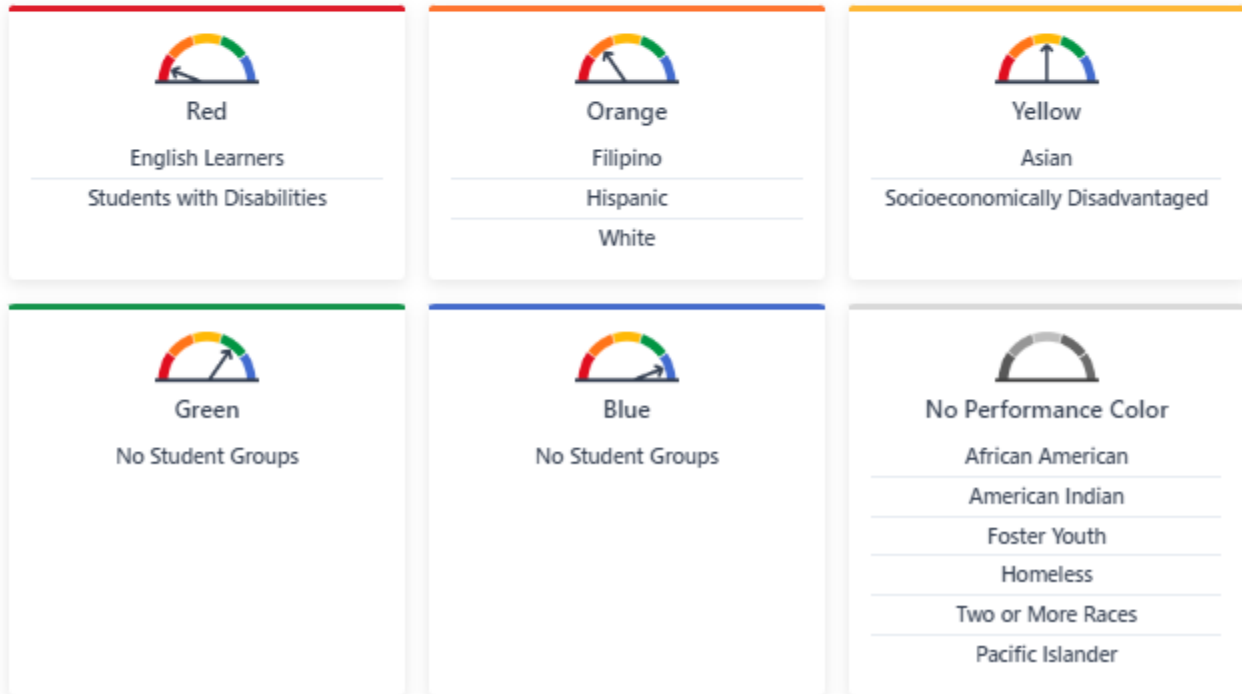 Red
English Learners
Students with Disabilities
Orange
Filipino
Hispanic
White
Yellow
Asian
Socioeconomically Disadvantaged
Green
No Student Groups
Blue
No Student Groups
No Performance Color
African American
American Indian
Foster Youth
Homeless
Two or More Races
Pacific Islander